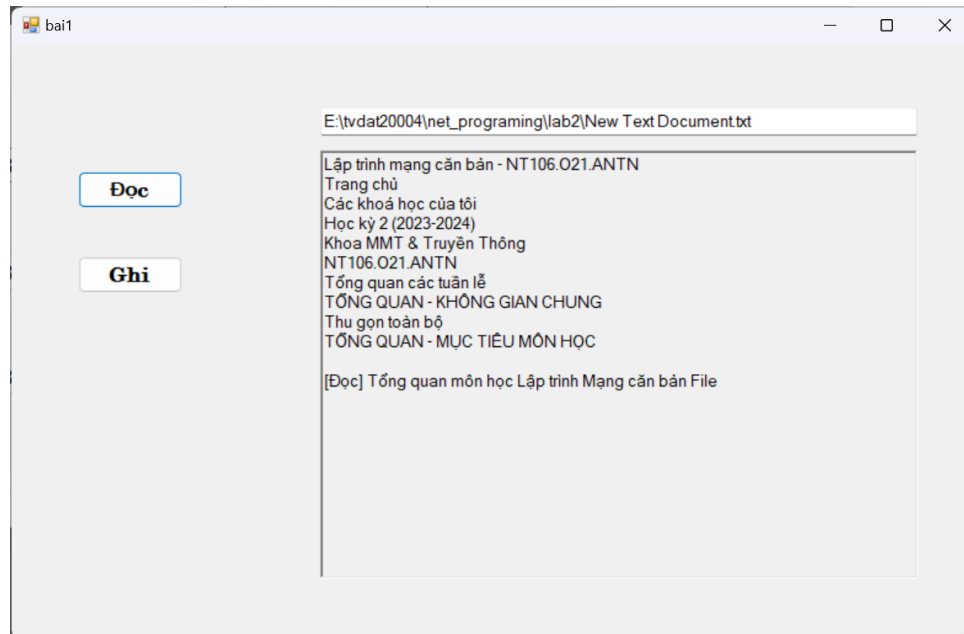 bai1
E:\tvdat20004\net_programing\lab2\New Text Document.txt
Đọc
Ghi
Lập trình mạng căn bản - NT106.O21.ANTN
Trang chủ
Các khoá học của tôi
Học kỳ 2 (2023-2024)
Khoa MMT & Truyền Thông
NT106.O21.ANTN
Tổng quan các tuần lễ
TỔNG QUAN - KHÔNG GIAN CHUNG
Thu gọn toàn bộ
TỔNG QUAN - MỤC TIÊU MÔN HỌC
[Đọc] Tổng quan môn học Lập trình Mạng căn bản File